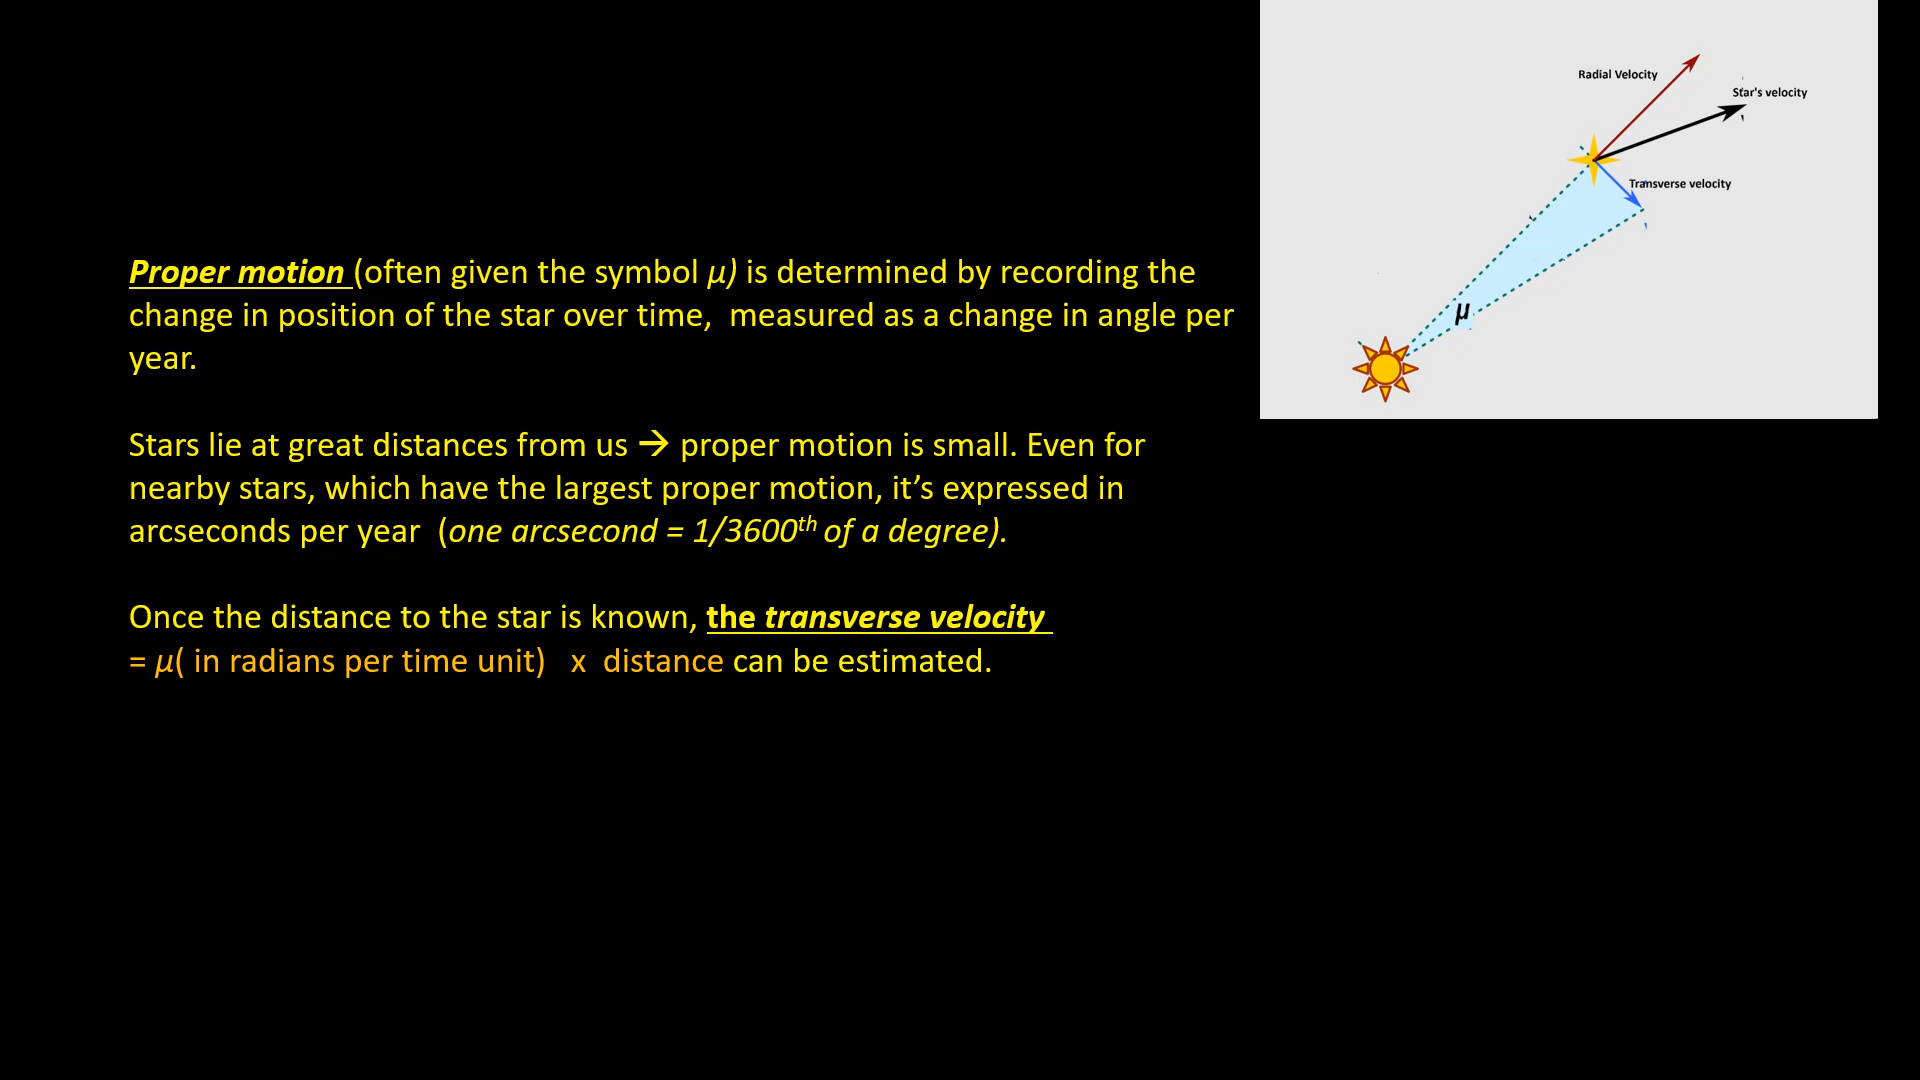 Radial Velocity
Star's velocity
Transverse velocity
μ
Proper motion (often given the symbol μ) is determined by recording the
change in position of the star over time,  measured as a change in angle per
year.
Stars lie at great distances from us → proper motion is small. Even for
nearby stars, which have the largest proper motion, it’s expressed in
arcseconds per year  (one arcsecond = 1/3600th of a degree).
Once the distance to the star is known, the transverse velocity
= μ( in radians per time unit)   x  distance can be estimated.